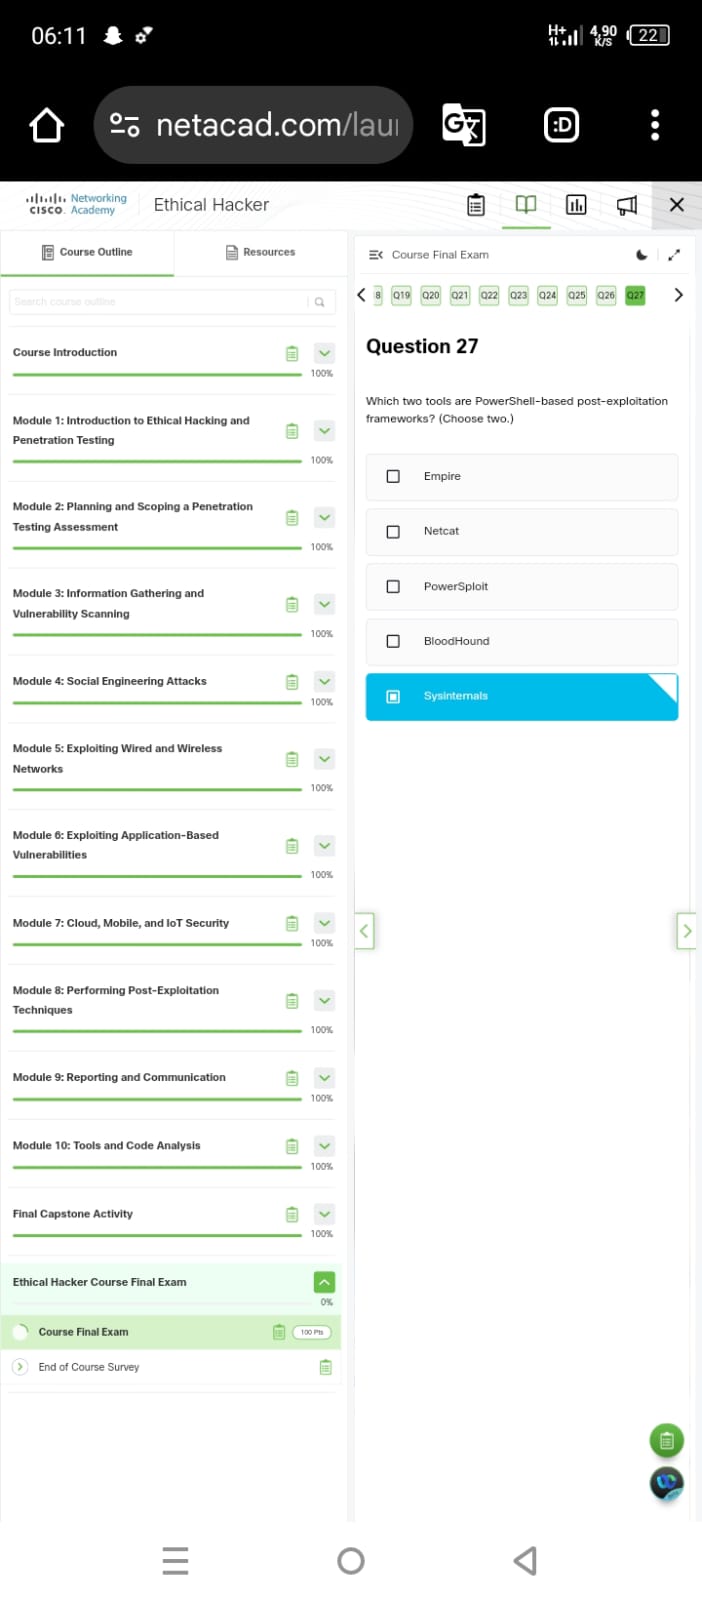 06:11
H+
4,90
K/S
22
netacad.com/lau
:D
Networking
CISCO. Academy
Ethical Hacker
Course Outline
Resources
Search course outline
Course Introduction
100%
Module 1: Introduction to Ethical Hacking and
Penetration Testing
100%
Module 2: Planning and Scoping a Penetration
Testing Assessment
100%
Module 3: Information Gathering and
Vulnerability Scanning
100%
Module 4: Social Engineering Attacks
100%
Module 5: Exploiting Wired and Wireless
Networks
100%
Module 6: Exploiting Application-Based
Vulnerabilities
100%
Module 7: Cloud, Mobile, and IoT Security
100%
Module 8: Performing Post-Exploitation
Techniques
100%
Module 9: Reporting and Communication
100%
Module 10: Tools and Code Analysis
100%
Final Capstone Activity
100%
Ethical Hacker Course Final Exam
0%
Course Final Exam
100 Pts
End of Course Survey
Course Final Exam
8 Q19 Q20 Q21 Q22 Q23 Q24 Q25 Q26 Q27
Question 27
Which two tools are PowerShell-based post-exploitation
frameworks? (Choose two.)
Empire
Netcat
PowerSploit
BloodHound
Sysinternals